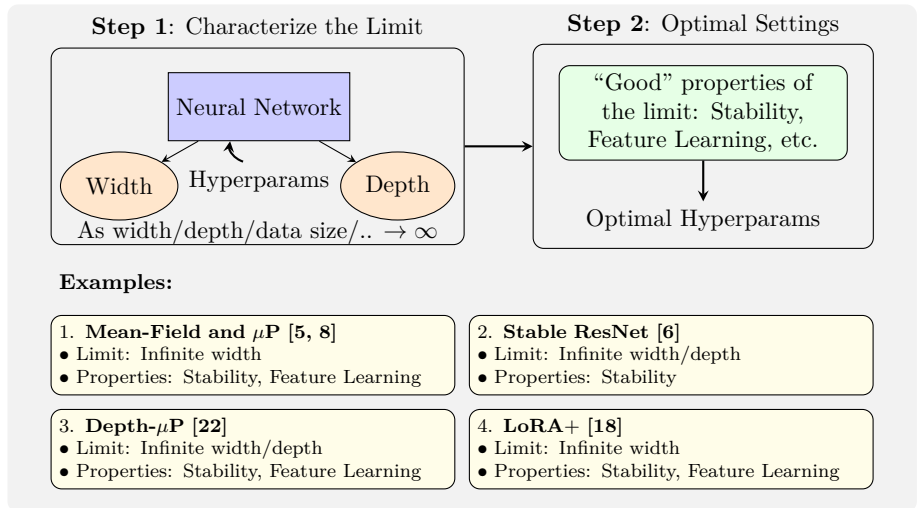 Step 1: Characterize the Limit
Neural Network
Width
Hyperparams
Depth
As width/depth/data size/.. → ∞
Step 2: Optimal Settings
“Good” properties of
the limit: Stability,
Feature Learning, etc.
Optimal Hyperparams
Examples:
1. Mean-Field and μP [5, 8]
• Limit: Infinite width
• Properties: Stability, Feature Learning
2. Stable ResNet [6]
• Limit: Infinite width/depth
• Properties: Stability
3. Depth-μP [22]
• Limit: Infinite width/depth
• Properties: Stability, Feature Learning
4. LoRA+ [18]
• Limit: Infinite width
• Properties: Stability, Feature Learning